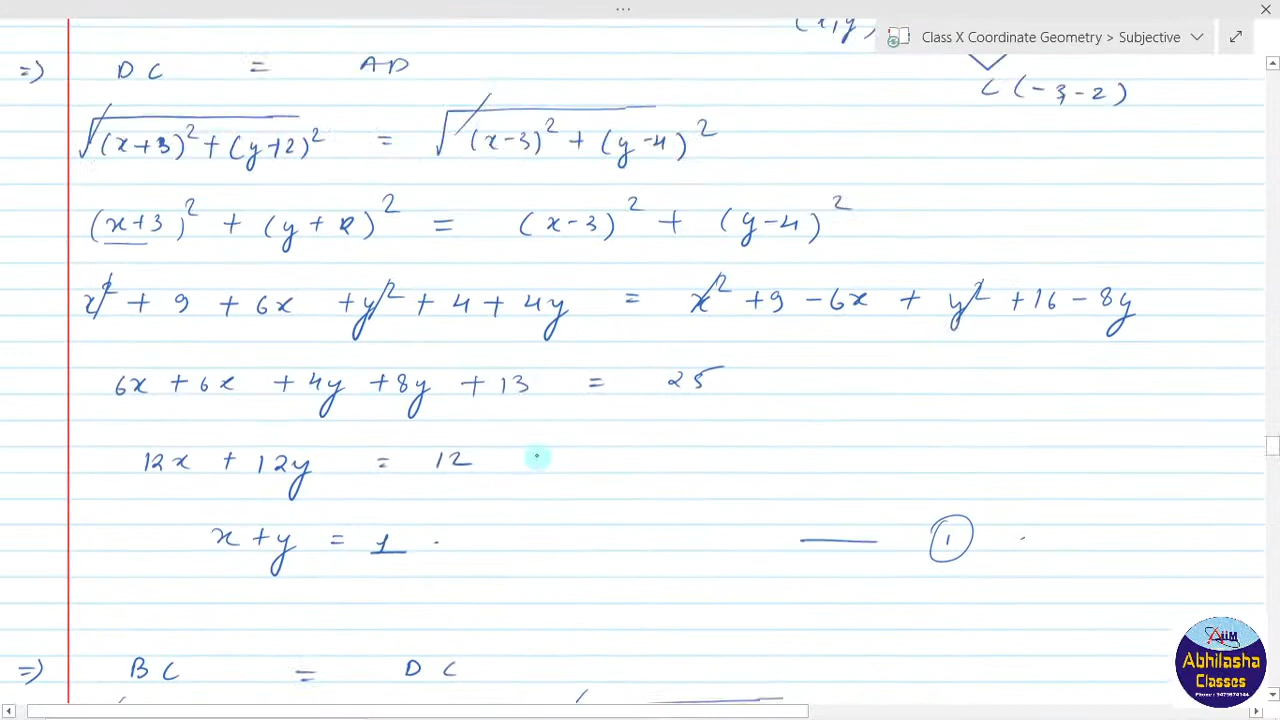 (x,y)
Class X Coordinate Geometry > Subjective
=> DC = AD
C(-3,-2)
√(x+3)²+(y+2)² = √(x-3)²+(y-4)²
(x+3)² + (y+2)² = (x-3)² + (y-4)²
x² + 9 + 6x + y² + 4 + 4y = x² + 9 - 6x + y² + 16 - 8y
6x + 6x + 4y + 8y + 13 = 25
12x + 12y = 12
x + y = 1 . —— ①
=> BC = DC
AIIM
Abhilasha
Classes